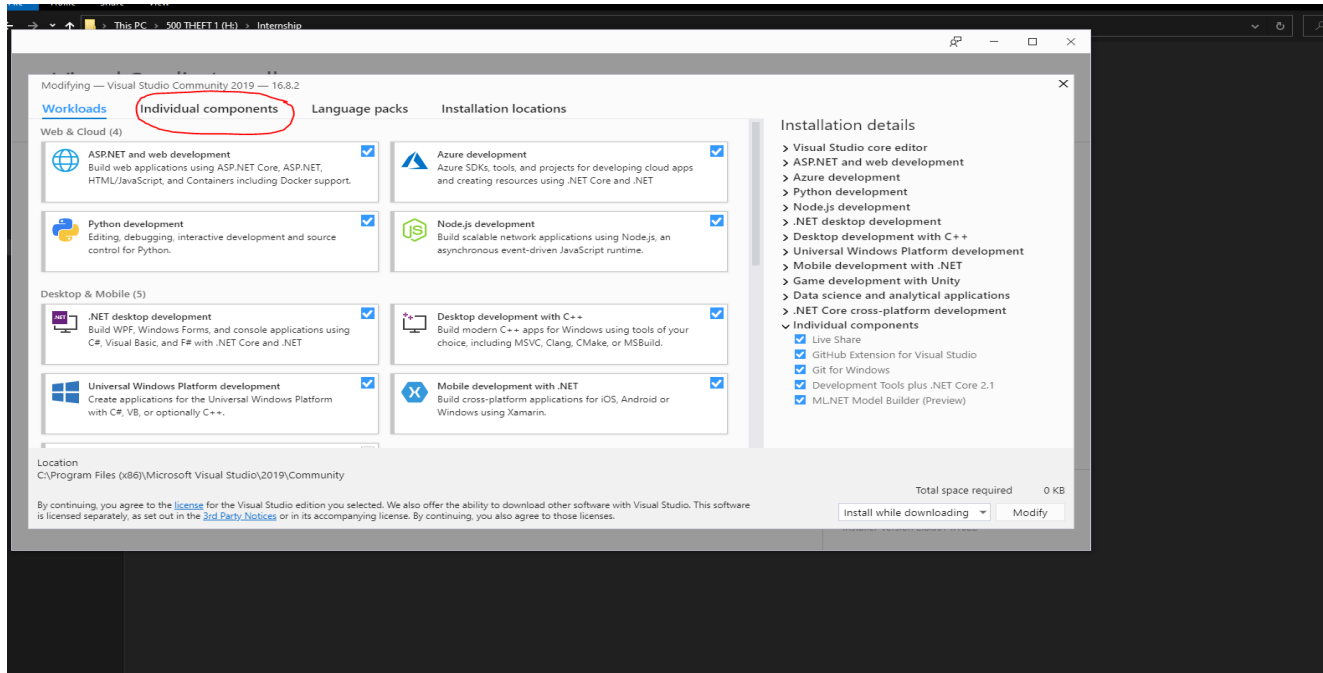 File Home Share View
This PC > 500 THEFT 1 (H:) > Internship
Modifying — Visual Studio Community 2019 — 16.8.2
Workloads Individual components Language packs Installation locations
Web & Cloud (4)
ASP.NET and web development
Build web applications using ASP.NET Core, ASP.NET,
HTML/JavaScript, and Containers including Docker support.
Azure development
Azure SDKs, tools, and projects for developing cloud apps
and creating resources using .NET Core and .NET
Python development
Editing, debugging, interactive development and source
control for Python.
Node.js development
Build scalable network applications using Node.js, an
asynchronous event-driven JavaScript runtime.
Desktop & Mobile (5)
.NET desktop development
Build WPF, Windows Forms, and console applications using
C#, Visual Basic, and F# with .NET Core and .NET
Desktop development with C++
Build modern C++ apps for Windows using tools of your
choice, including MSVC, Clang, CMake, or MSBuild.
Universal Windows Platform development
Create applications for the Universal Windows Platform
with C#, VB, or optionally C++.
Mobile development with .NET
Build cross-platform applications for iOS, Android or
Windows using Xamarin.
Location
C:\Program Files (x86)\Microsoft Visual Studio\2019\Community
By continuing, you agree to the license for the Visual Studio edition you selected. We also offer the ability to download other software with Visual Studio. This software
is licensed separately, as set out in the 3rd Party Notices or in its accompanying license. By continuing, you also agree to those licenses.
Installation details
> Visual Studio core editor
> ASP.NET and web development
> Azure development
> Python development
> Node.js development
> .NET desktop development
> Desktop development with C++
> Universal Windows Platform development
> Mobile development with .NET
> Game development with Unity
> Data science and analytical applications
> .NET Core cross-platform development
Individual components
Live Share
GitHub Extension for Visual Studio
Git for Windows
Development Tools plus .NET Core 2.1
ML.NET Model Builder (Preview)
Total space required 0 KB
Install while downloading Modify